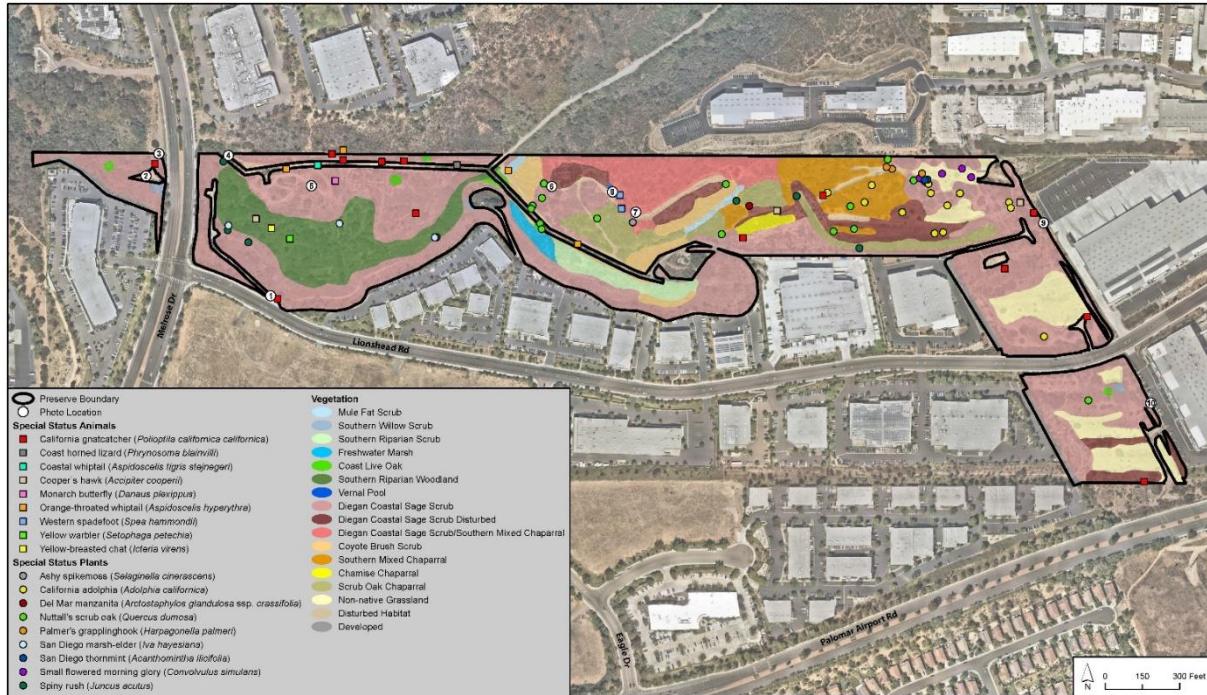 3
4
2
5
6
8
7
9
1
10
Melrose Dr
Lionshead Rd
Eagle Dr
Palomar Airport Rd
Preserve Boundary
Photo Location
Special Status Animals
California gnatcatcher (Polioptila californica californica)
Coast horned lizard (Phrynosoma blainvillii)
Coastal whiptail (Aspidoscelis tigris stejnegeri)
Cooper's hawk (Accipiter cooperii)
Monarch butterfly (Danaus plexippus)
Orange-throated whiptail (Aspidoscelis hyperythra)
Western spadefoot (Spea hammondii)
Yellow warbler (Setophaga petechia)
Yellow-breasted chat (Icteria virens)
Special Status Plants
Ashy spikemoss (Selaginella cinerascens)
California adolphia (Adolphia californica)
Del Mar manzanita (Arctostaphylos glandulosa ssp. crassifolia)
Nuttall's scrub oak (Quercus dumosa)
Palmer's grapplinghook (Harpagonella palmeri)
San Diego marsh-elder (Iva hayesiana)
San Diego thornmint (Acanthomintha ilicifolia)
Small flowered morning glory (Convolvulus simulans)
Spiny rush (Juncus acutus)
Vegetation
Mule Fat Scrub
Southern Willow Scrub
Southern Riparian Scrub
Freshwater Marsh
Coast Live Oak
Southern Riparian Woodland
Vernal Pool
Diegan Coastal Sage Scrub
Diegan Coastal Sage Scrub Disturbed
Diegan Coastal Sage Scrub/Southern Mixed Chaparral
Coyote Brush Scrub
Southern Mixed Chaparral
Chamise Chaparral
Scrub Oak Chaparral
Non-native Grassland
Disturbed Habitat
Developed
N
0 150 300 Feet